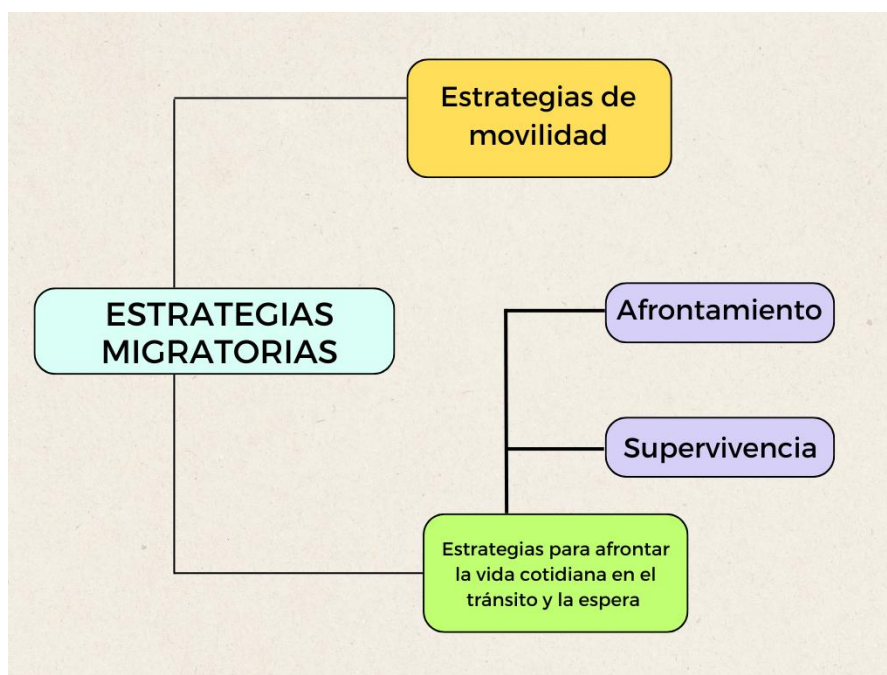 Estrategias de
movilidad
ESTRATEGIAS
MIGRATORIAS
Afrontamiento
Supervivencia
Estrategias para afrontar
la vida cotidiana en el
tránsito y la espera